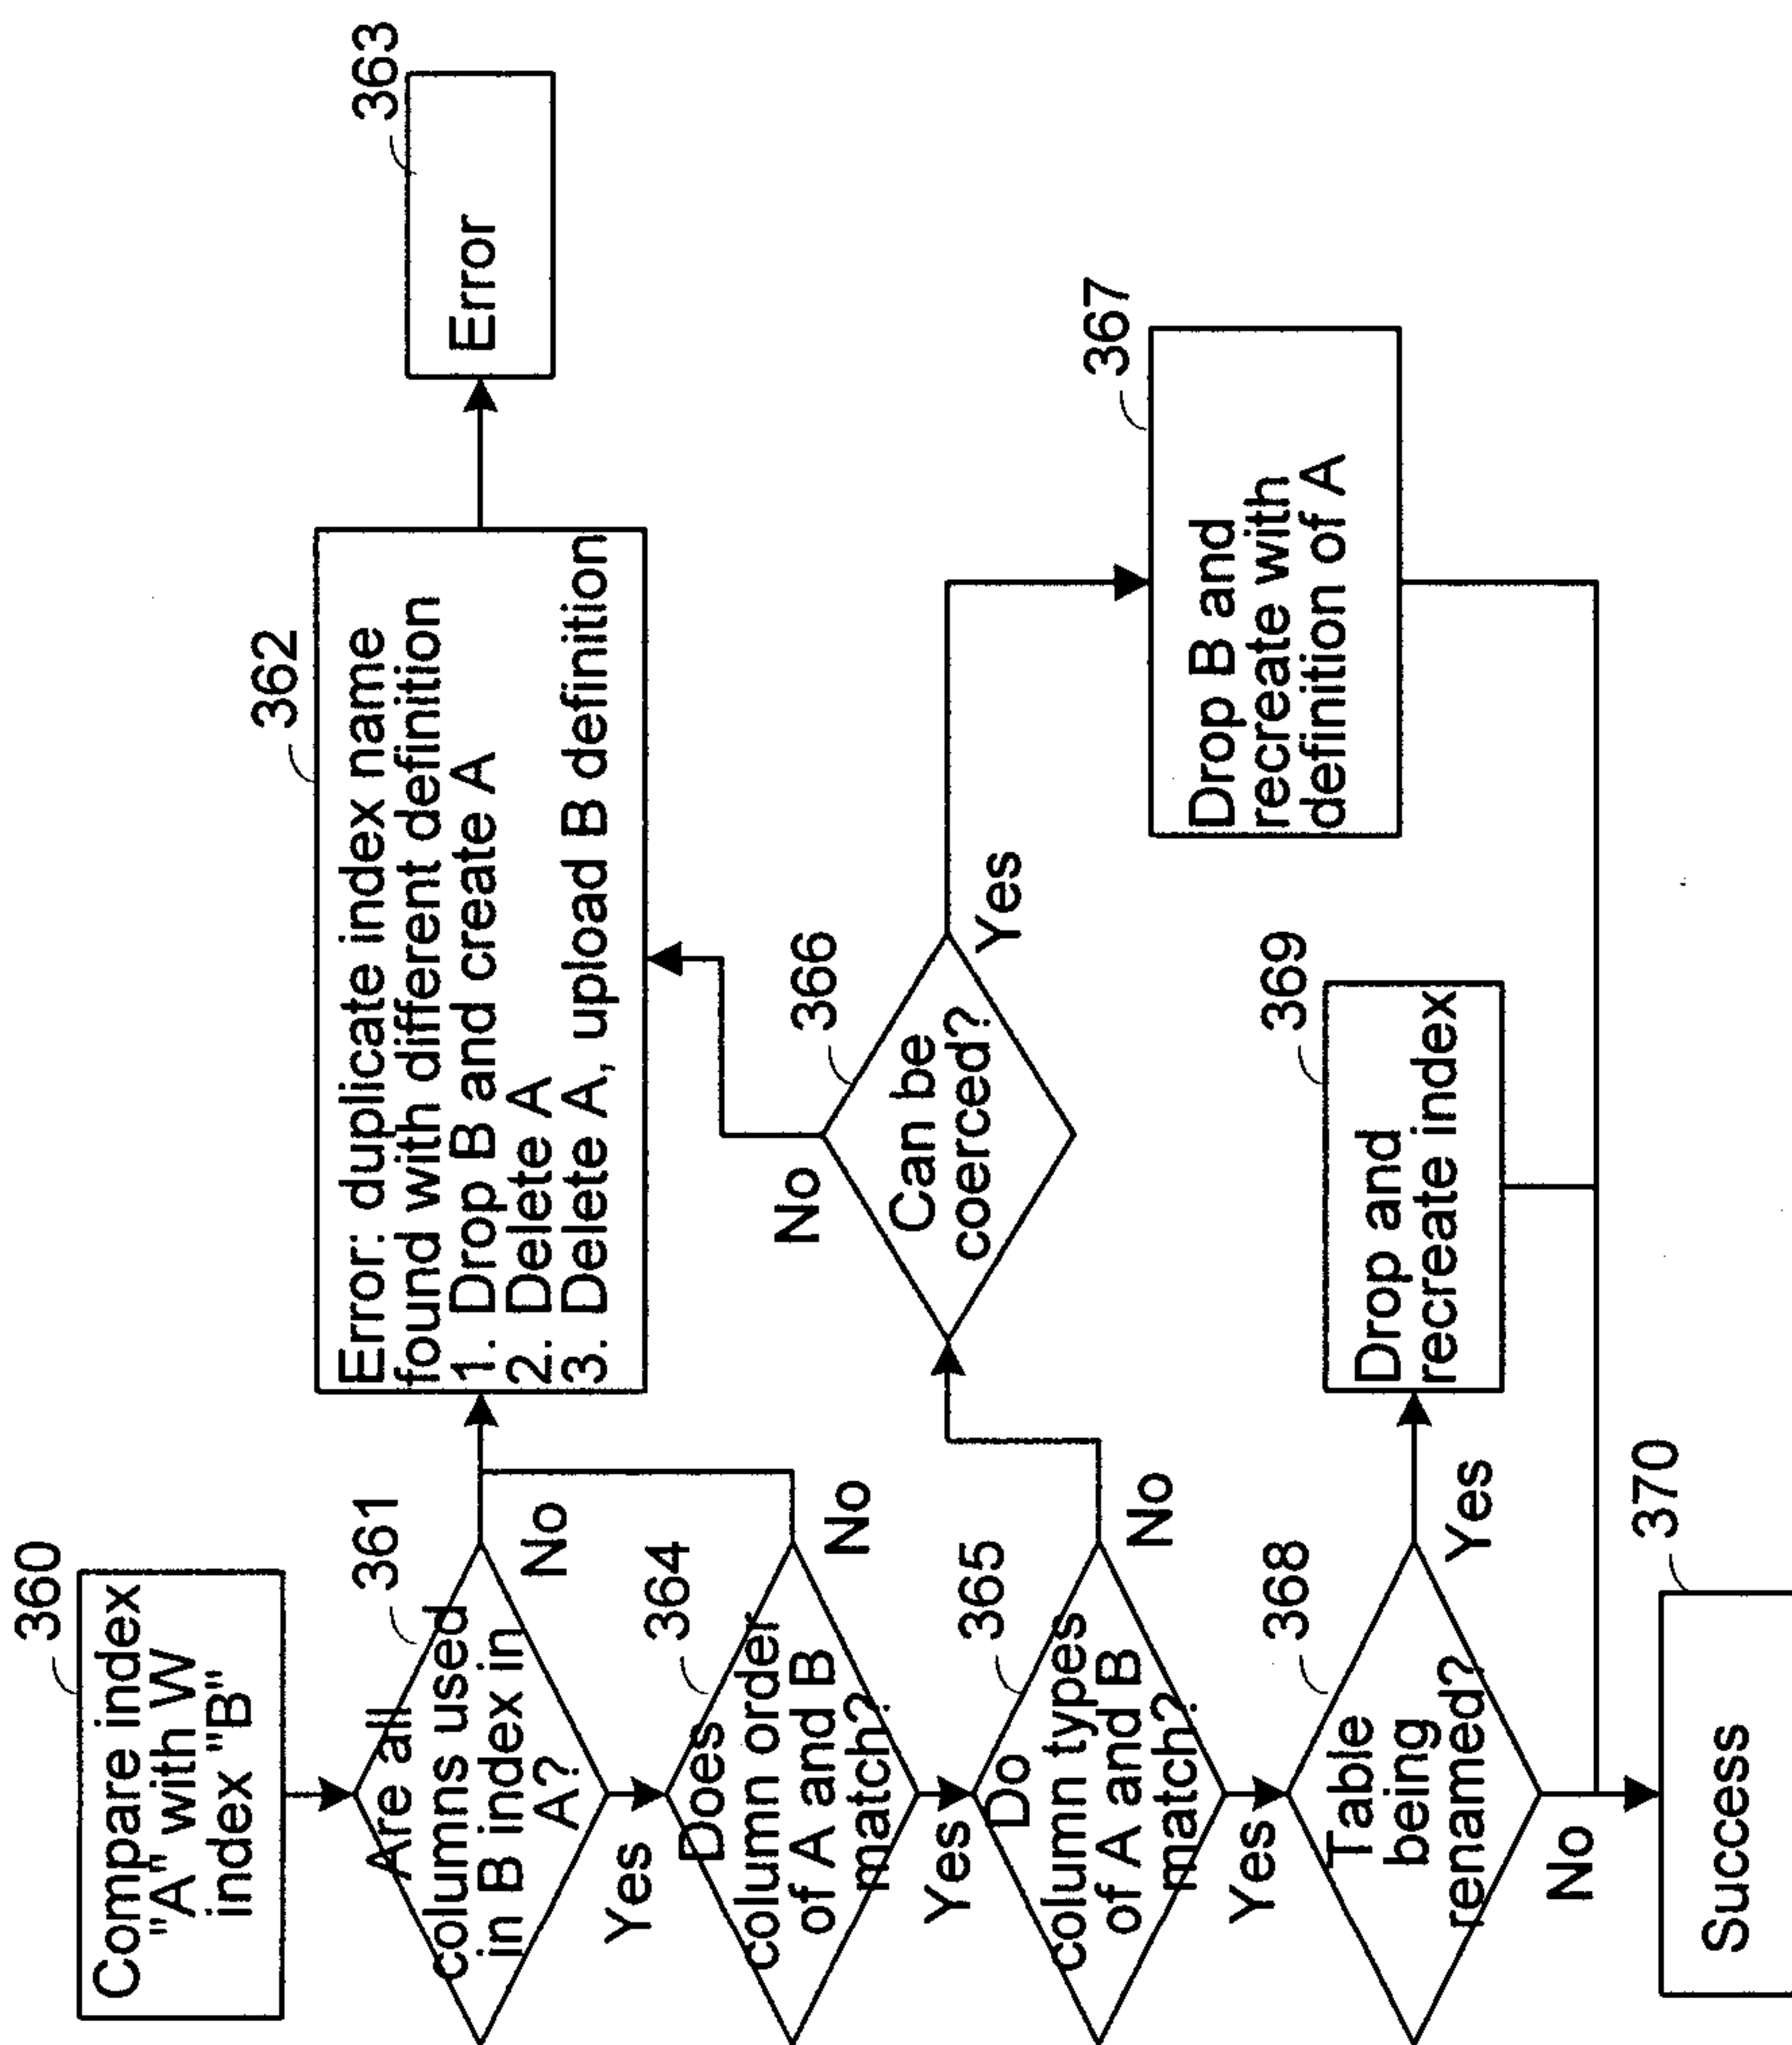 360
Compare index
"A" with W
index "B"
361
Are all
columns used
in B index in
A?
No
Yes
362
Error: duplicate index name
found with different definition
1. Drop B and create A
2. Delete A
3. Delete A, upload B definition
363
Error
364
Does
column order
of A and B
match?
No
Yes
365
Do
column types
of A and B
match?
No
Yes
366
Can be
coerced?
No
Yes
367
Drop B and
recreate with
definition of A
368
Table
being
renamed?
Yes
No
369
Drop and
recreate index
370
Success